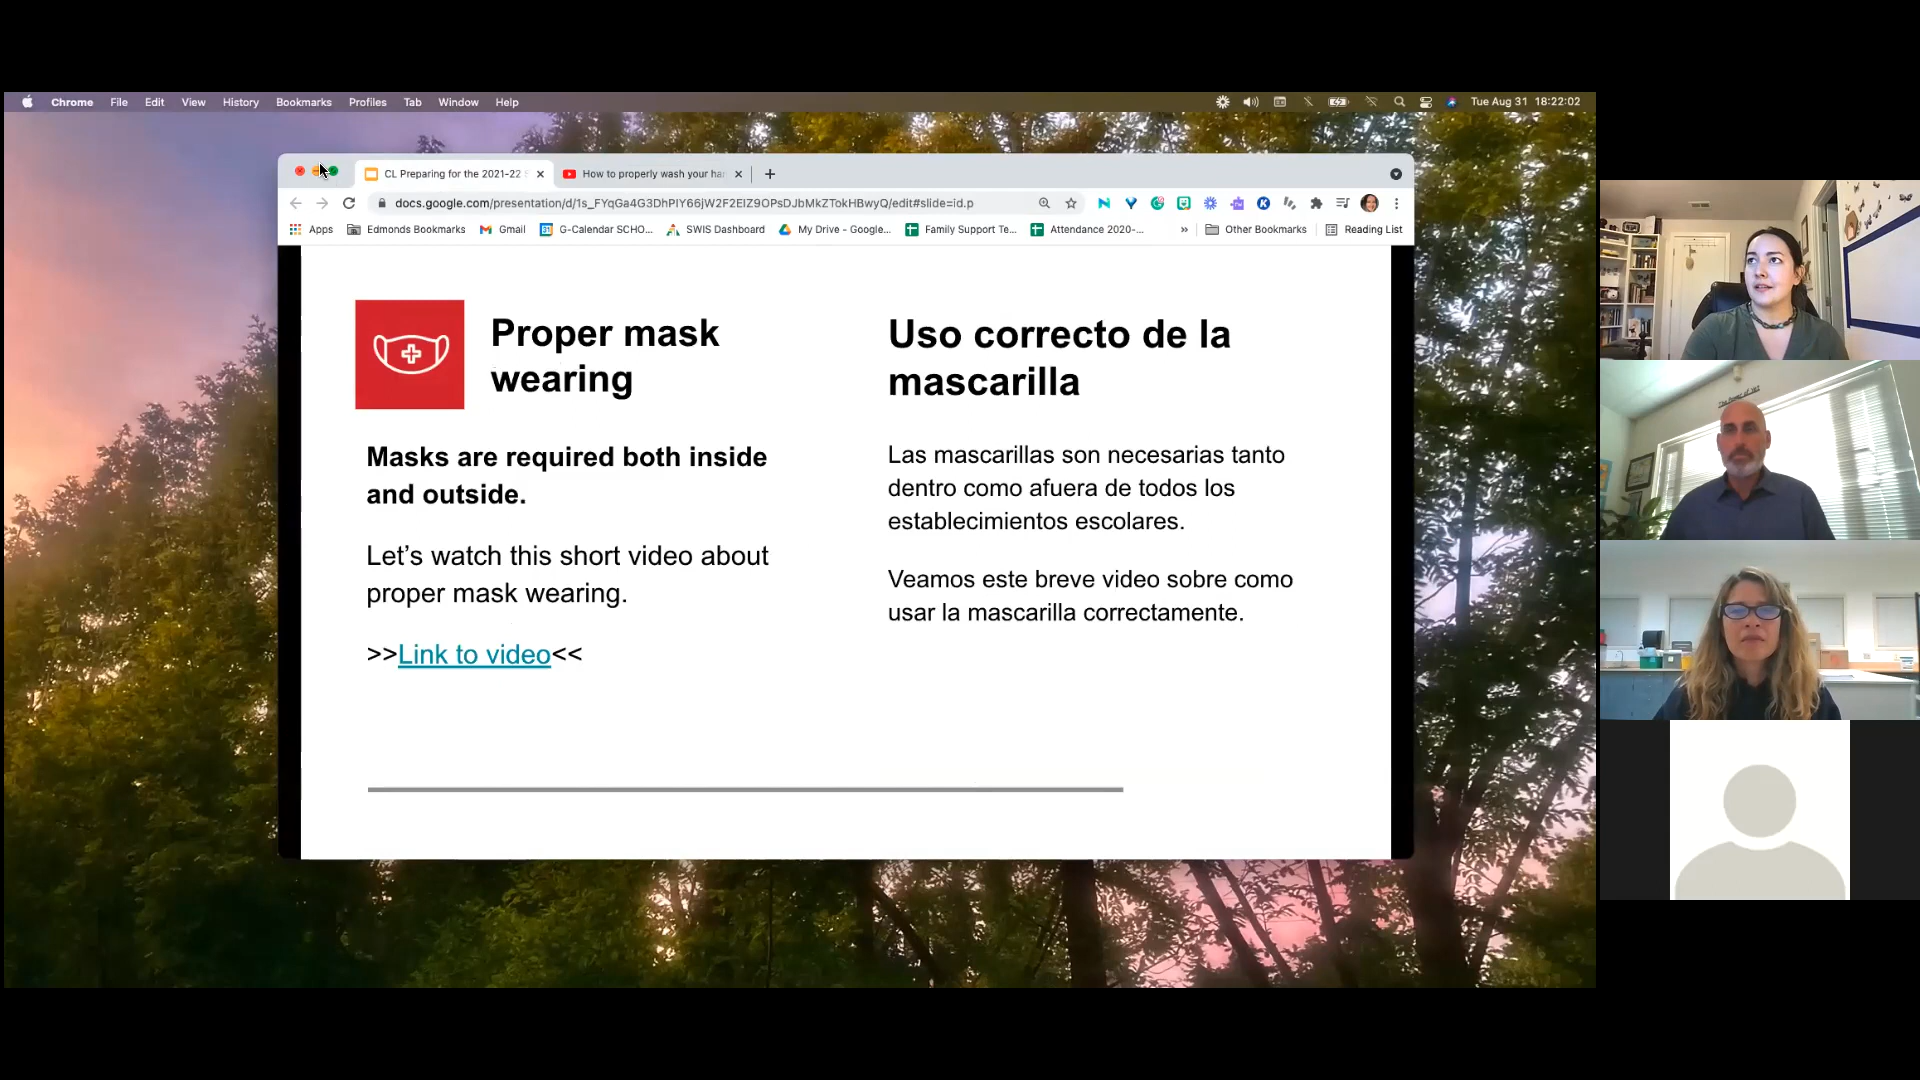 Chrome File Edit View History Bookmarks Profiles Tab Window Help
Tue Aug 31 18:22:02
CL Preparing for the 2021-22
How to properly wash your har
docs.google.com/presentation/d/1s_FYqGa4G3DhPIY66jW2F2EIZ9OPsDJbMkZTokHBwyQ/edit#slide=id.p
Apps Edmonds Bookmarks Gmail G-Calendar SCHO... SWIS Dashboard My Drive - Google... Family Support Te... Attendance 2020-... » Other Bookmarks Reading List
Proper mask
wearing
Masks are required both inside
and outside.
Let’s watch this short video about
proper mask wearing.
>>Link to video<<
Uso correcto de la
mascarilla
Las mascarillas son necesarias tanto
dentro como afuera de todos los
establecimientos escolares.
Veamos este breve video sobre como
usar la mascarilla correctamente.
The Power of Yet